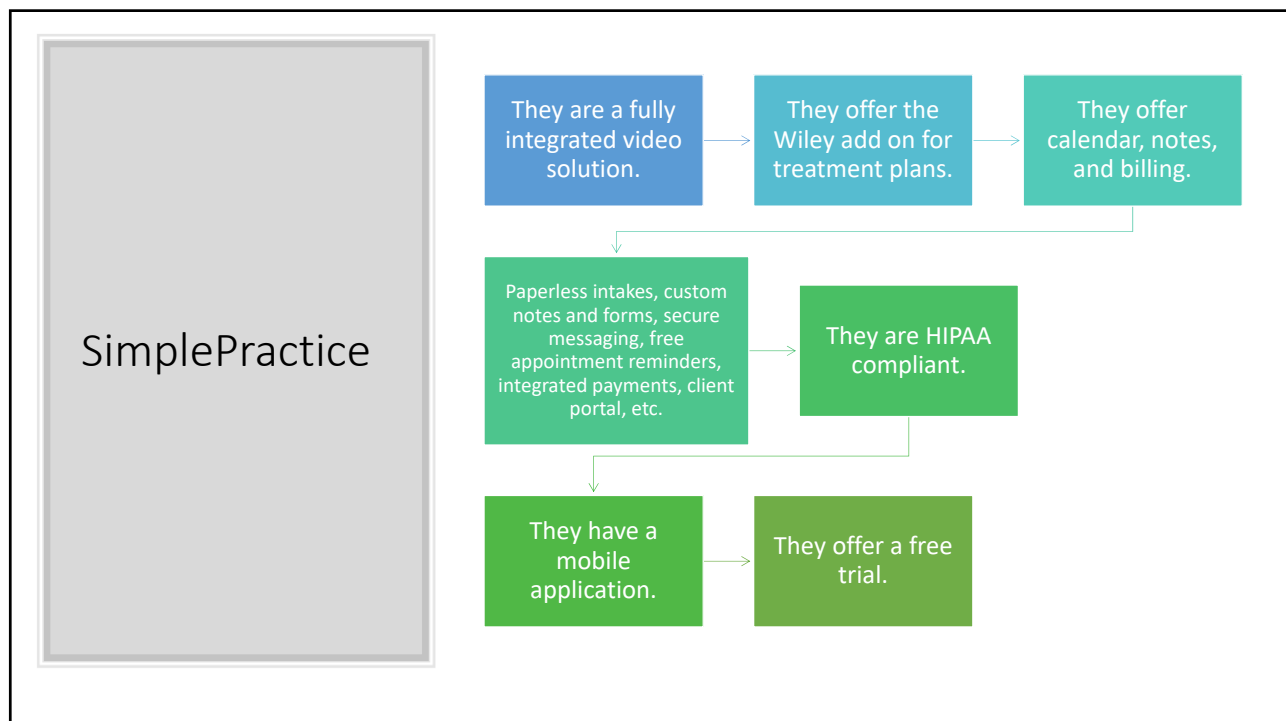 SimplePractice
They are a fully
integrated video
solution.
They offer the
Wiley add on for
treatment plans.
They offer
calendar, notes,
and billing.
Paperless intakes, custom
notes and forms, secure
messaging, free
appointment reminders,
integrated payments, client
portal, etc.
They are HIPAA
compliant.
They have a
mobile
application.
They offer a free
trial.